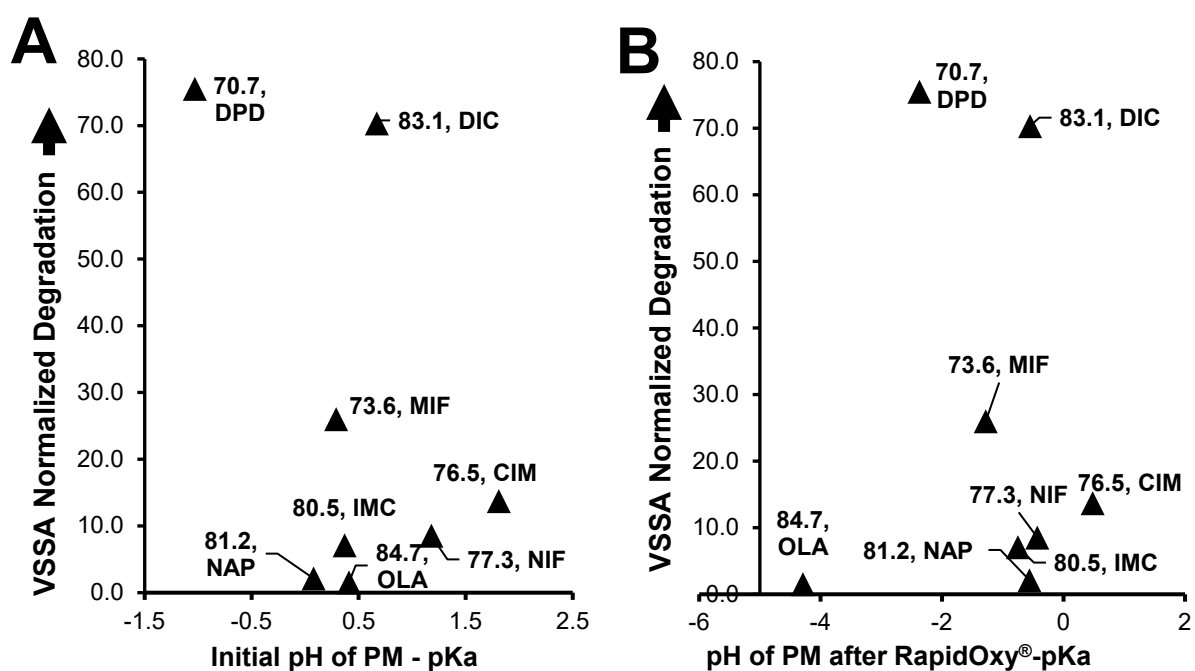 A
80.0
70.0
60.0
50.0
40.0
30.0
20.0
10.0
0.0
VSSA Normalized Degradation
70.7,
DPD
83.1, DIC
73.6, MIF
76.5, CIM
80.5, IMC
81.2,
NAP
84.7,
OLA
77.3, NIF
-1.5
-0.5
0.5
1.5
2.5
Initial pH of PM - pKa
B
80.0
70.0
60.0
50.0
40.0
30.0
20.0
10.0
0.0
VSSA Normalized Degradation
70.7,
DPD
83.1, DIC
73.6, MIF
76.5, CIM
77.3, NIF
84.7,
OLA
81.2, NAP
80.5, IMC
-6
-4
-2
0
2
pH of PM after RapidOxy®-pKa